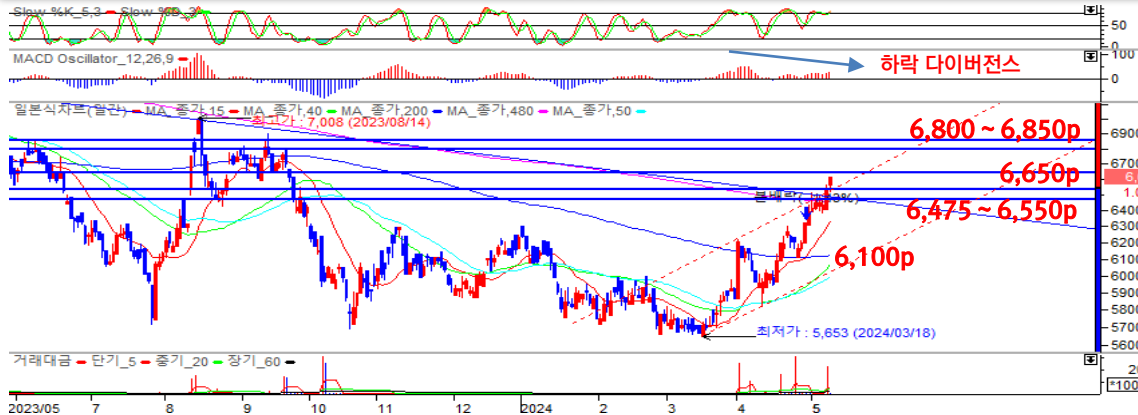 Slow %K_5,3 Slow %D_3
50
0
MACD Oscillator_12,26,9
100
0
하락 다이버전스
일본식차트(일간) MA_종가,15 MA_종가,40 MA_종가,200 MA_종가,480 MA_종가,50
최고가 : 7,008 (2023/08/14)
6900
6,800 ~ 6,850p
6700
6,650p
6,475 ~ 6,550p
6400
6300
6200
6,100p
6100
6000
5900
5800
최저가 : 5,653 (2024/03/18)
5700
5600
거래대금 단기_5 중기_20 장기_60
*100
2023/05 7 8 9 10 11 12 2024 2 3 4 5